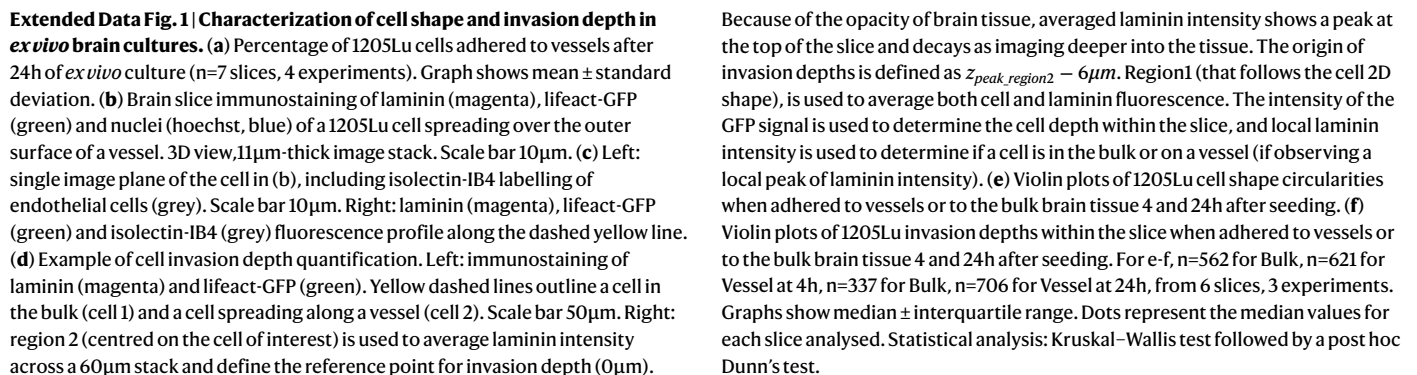 Extended Data Fig. 1 | Characterization of cell shape and invasion depth in
ex vivo brain cultures. (a) Percentage of 1205Lu cells adhered to vessels after
24h of ex vivo culture (n=7 slices, 4 experiments). Graph shows mean ± standard
deviation. (b) Brain slice immunostaining of laminin (magenta), lifeact-GFP
(green) and nuclei (hoechst, blue) of a 1205Lu cell spreading over the outer
surface of a vessel. 3D view,11μm-thick image stack. Scale bar 10μm. (c) Left:
single image plane of the cell in (b), including isolectin-IB4 labelling of
endothelial cells (grey). Scale bar 10μm. Right: laminin (magenta), lifeact-GFP
(green) and isolectin-IB4 (grey) fluorescence profile along the dashed yellow line.
(d) Example of cell invasion depth quantification. Left: immunostaining of
laminin (magenta) and lifeact-GFP (green). Yellow dashed lines outline a cell in
the bulk (cell 1) and a cell spreading along a vessel (cell 2). Scale bar 50μm. Right:
region 2 (centred on the cell of interest) is used to average laminin intensity
across a 60μm stack and define the reference point for invasion depth (0μm).
Because of the opacity of brain tissue, averaged laminin intensity shows a peak at
the top of the slice and decays as imaging deeper into the tissue. The origin of
invasion depths is defined as z_peak_region2 − 6μm. Region1 (that follows the cell 2D
shape), is used to average both cell and laminin fluorescence. The intensity of the
GFP signal is used to determine the cell depth within the slice, and local laminin
intensity is used to determine if a cell is in the bulk or on a vessel (if observing a
local peak of laminin intensity). (e) Violin plots of 1205Lu cell shape circularities
when adhered to vessels or to the bulk brain tissue 4 and 24h after seeding. (f)
Violin plots of 1205Lu invasion depths within the slice when adhered to vessels or
to the bulk brain tissue 4 and 24h after seeding. For e-f, n=562 for Bulk, n=621 for
Vessel at 4h, n=337 for Bulk, n=706 for Vessel at 24h, from 6 slices, 3 experiments.
Graphs show median ± interquartile range. Dots represent the median values for
each slice analysed. Statistical analysis: Kruskal–Wallis test followed by a post hoc
Dunn's test.